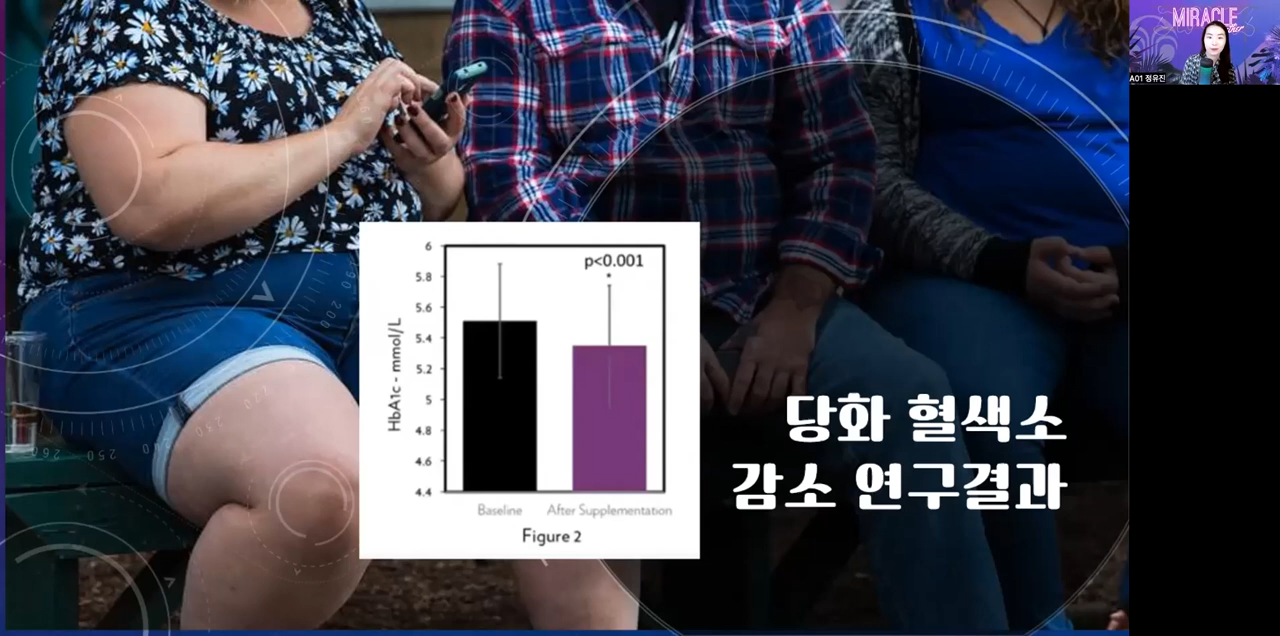 MIRACLE
A01 정유진
6
5.8
5.6
5.4
5.2
5
4.8
4.6
4.4
HbA1c - mmol/L
p<0.001
*
Baseline
After Supplementation
Figure 2
당화 혈색소
감소 연구결과